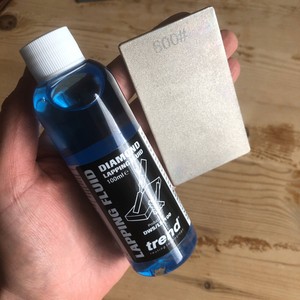 600#
LAPPING FLUID
DIAMOND
LAPPING FLUID
100ml e
trend